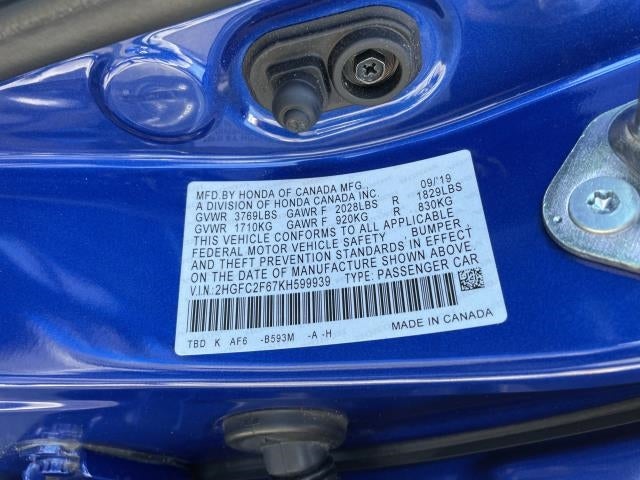 MFD.BY HONDA OF CANADA MFG. 09/'19
A DIVISION OF HONDA CANADA INC.
GVWR 3769LBS GAWR F 2028LBS R 1829LBS
GVWR 1710KG GAWR F 920KG R 830KG
THIS VEHICLE CONFORMS TO ALL APPLICABLE
FEDERAL MOTOR VEHICLE SAFETY , BUMPER ,
AND THEFT PREVENTION STANDARDS IN EFFECT
ON THE DATE OF MANUFACTURE SHOWN ABOVE.
V.I.N: 2HGFC2F67KH599939 TYPE: PASSENGER CAR
TBD K AF6 -B593M -A -H MADE IN CANADA